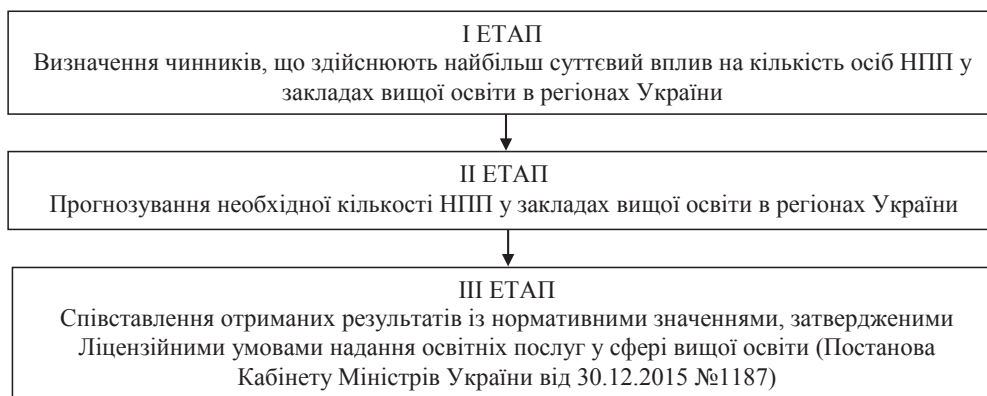 І ЕТАП
Визначення чинників, що здійснюють найбільш суттєвий вплив на кількість осіб НПП у
закладах вищої освіти в регіонах України
ІІ ЕТАП
Прогнозування необхідної кількості НПП у закладах вищої освіти в регіонах України
ІІІ ЕТАП
Співставлення отриманих результатів із нормативними значеннями, затвердженими
Ліцензійними умовами надання освітніх послуг у сфері вищої освіти (Постанова
Кабінету Міністрів України від 30.12.2015 №1187)